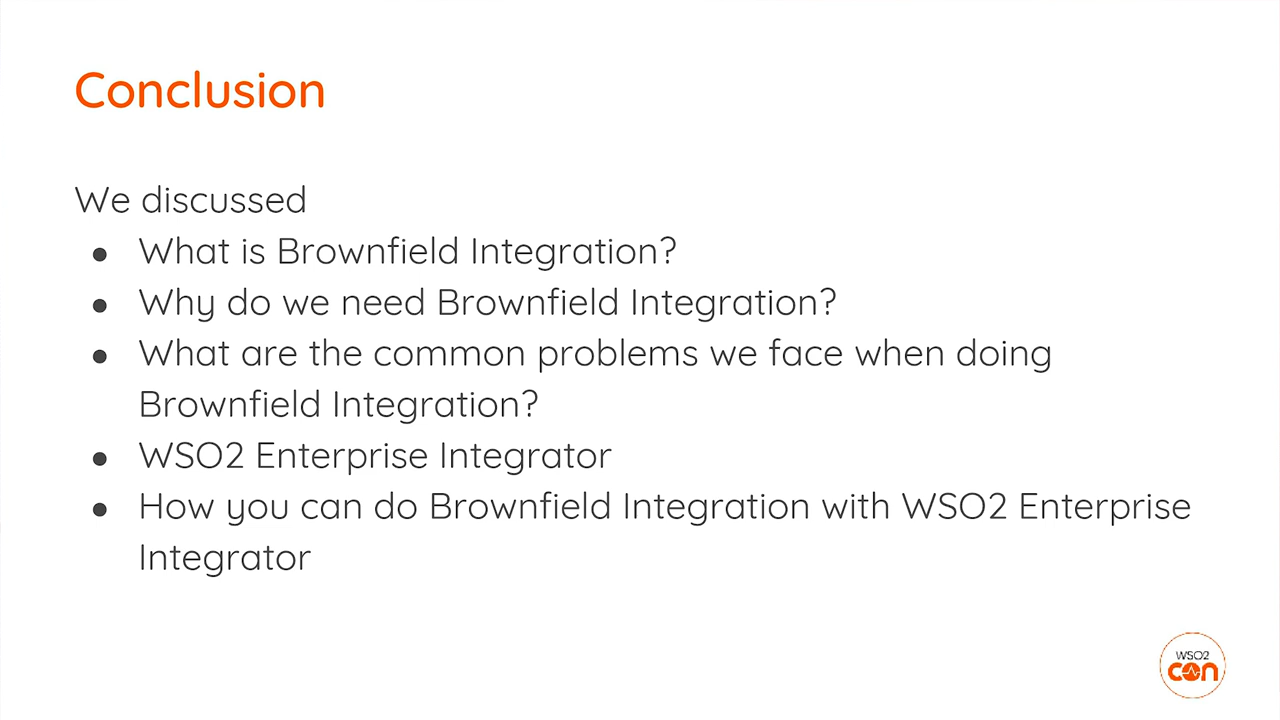 Conclusion
We discussed
● What is Brownfield Integration?
● Why do we need Brownfield Integration?
● What are the common problems we face when doing
Brownfield Integration?
● WSO2 Enterprise Integrator
● How you can do Brownfield Integration with WSO2 Enterprise
Integrator
WSO2
con